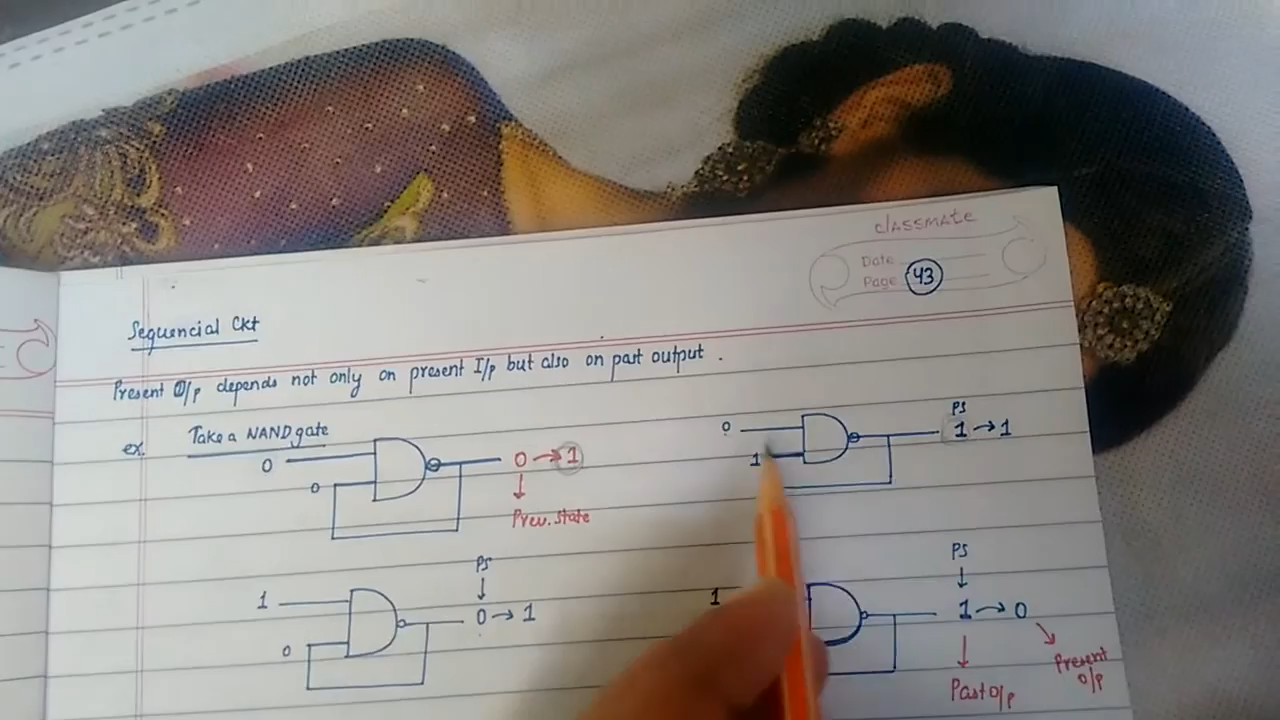 classmate
Date
Page 43
Sequencial Ckt
Present O/p depends not only on present I/p but also on past output .
ex. Take a NAND gate
0
0
0 → 1
Prev. State
0
1
PS
1 → 1
1
0
PS
0 → 1
1
PS
1 → 0
Past o/p
Present o/p